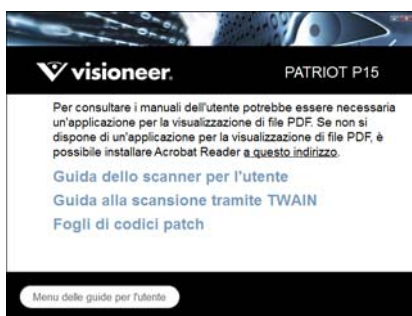 visioneer.
PATRIOT P15
Per consultare i manuali dell'utente potrebbe essere necessaria
un'applicazione per la visualizzazione di file PDF. Se non si
dispone di un'applicazione per la visualizzazione di file PDF, è
possibile installare Acrobat Reader a questo indirizzo.
Guida dello scanner per l'utente
Guida alla scansione tramite TWAIN
Fogli di codici patch
Menu delle guide per l'utente